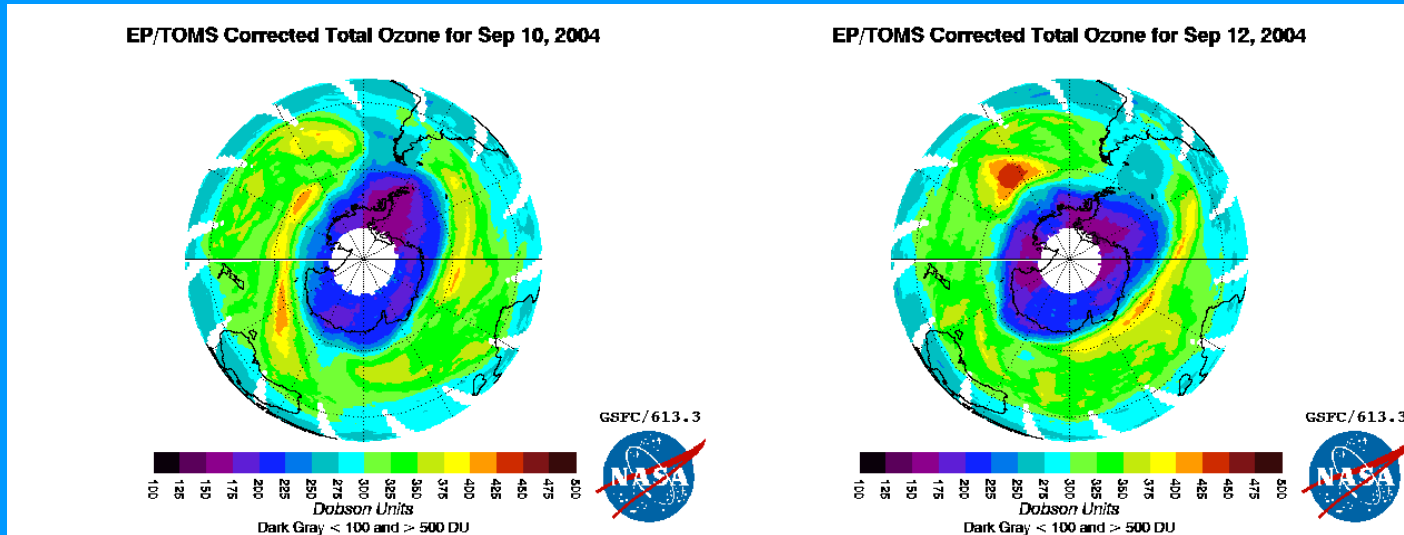 EP/TOMS Corrected Total Ozone for Sep 10, 2004
GSFC/613.3
NASA
100 125 150 175 200 225 250 275 300 325 350 375 400 425 450 475 500
Dobson Units
Dark Gray < 100 and > 500 DU
EP/TOMS Corrected Total Ozone for Sep 12, 2004
GSFC/613.3
NASA
100 125 150 175 200 225 250 275 300 325 350 375 400 425 450 475 500
Dobson Units
Dark Gray < 100 and > 500 DU